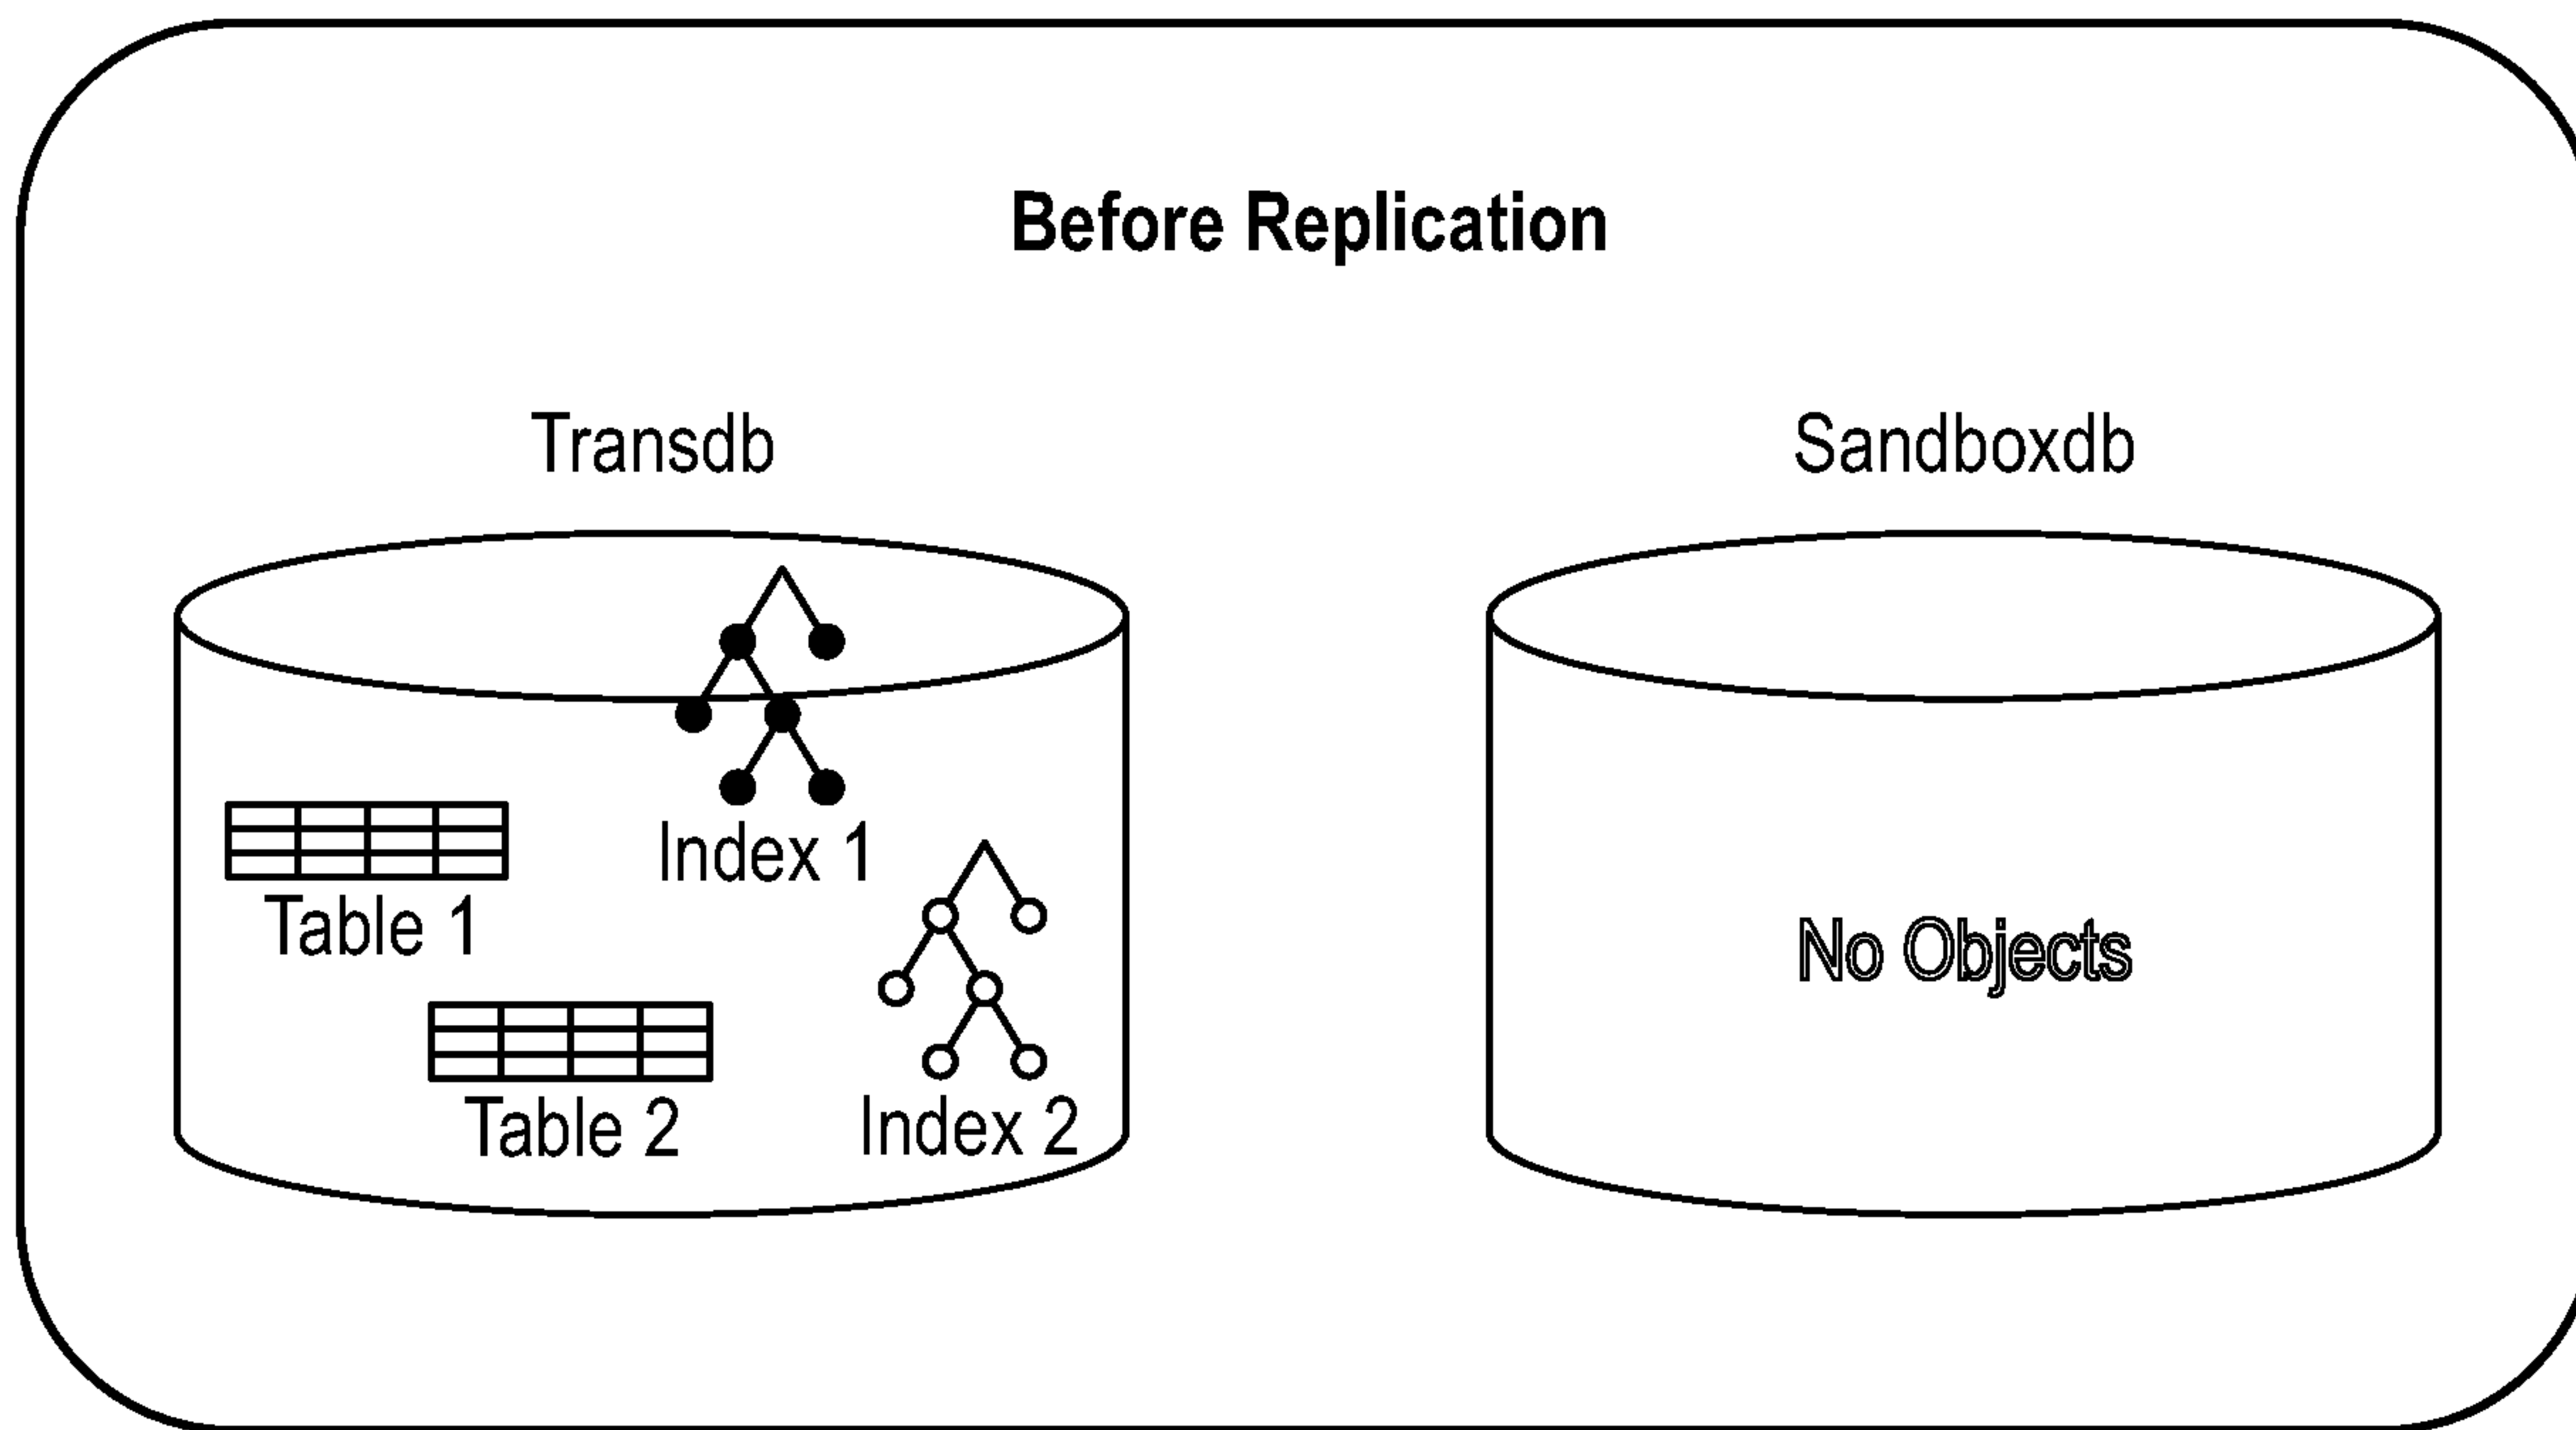 Before Replication
Transdb
Sandboxdb
Index 1
Table 1
No Objects
Table 2
Index 2